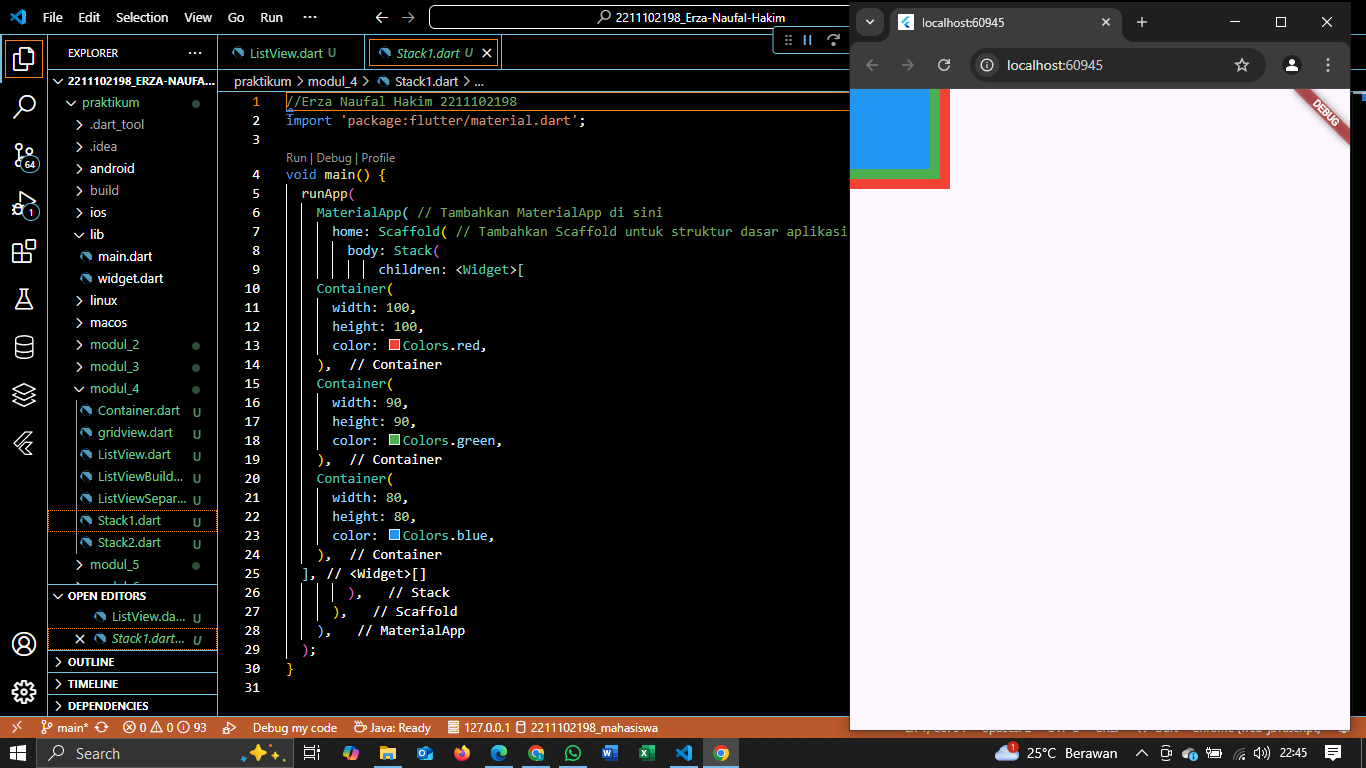 File Edit Selection View Go Run ··· 2211102198_Erza-Naufal-Hakim
EXPLORER ···
2211102198_ERZA-NAUFA...
praktikum
.dart_tool
.idea
android
build
ios
lib
main.dart
widget.dart
linux
macos
modul_2
modul_3
modul_4
Container.dart U
gridview.dart U
ListView.dart U
ListViewBuild... U
ListViewSepar... U
Stack1.dart U
Stack2.dart U
modul_5
OPEN EDITORS
ListView.da... U
Stack1.dart... U
OUTLINE
TIMELINE
DEPENDENCIES
64
1
ListView.dart U Stack1.dart U
praktikum > modul_4 > Stack1.dart > ...
1 //Erza Naufal Hakim 2211102198
2 import 'package:flutter/material.dart';
3
Run | Debug | Profile
4 void main() {
5 runApp(
6 MaterialApp( // Tambahkan MaterialApp di sini
7 home: Scaffold( // Tambahkan Scaffold untuk struktur dasar aplikasi
8 body: Stack(
9 children: <Widget>[
10 Container(
11 width: 100,
12 height: 100,
13 color: Colors.red,
14 ), // Container
15 Container(
16 width: 90,
17 height: 90,
18 color: Colors.green,
19 ), // Container
20 Container(
21 width: 80,
22 height: 80,
23 color: Colors.blue,
24 ), // Container
25 ], // <Widget>[]
26 ), // Stack
27 ), // Scaffold
28 ), // MaterialApp
29 );
30 }
31
localhost:60945
localhost:60945
DEBUG
main* 0 0 93 Debug my code Java: Ready 127.0.0.1 2211102198_mahasiswa
Search 1 25°C Berawan 22:45